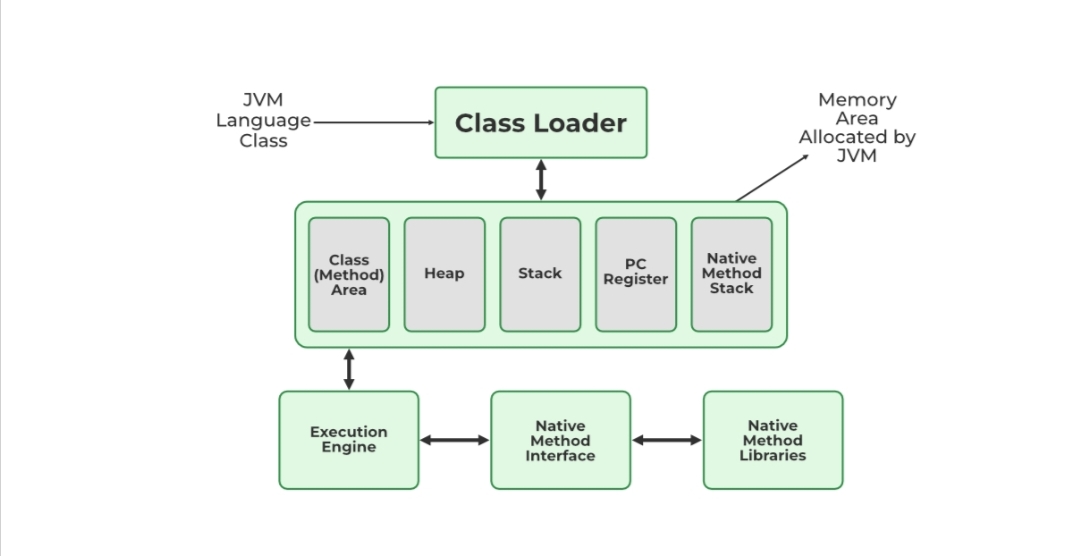 JVM
Language
Class
Class Loader
Memory
Area
Allocated by
JVM
Class
(Method)
Area
Heap
Stack
PC
Register
Native
Method
Stack
Execution
Engine
Native
Method
Interface
Native
Method
Libraries